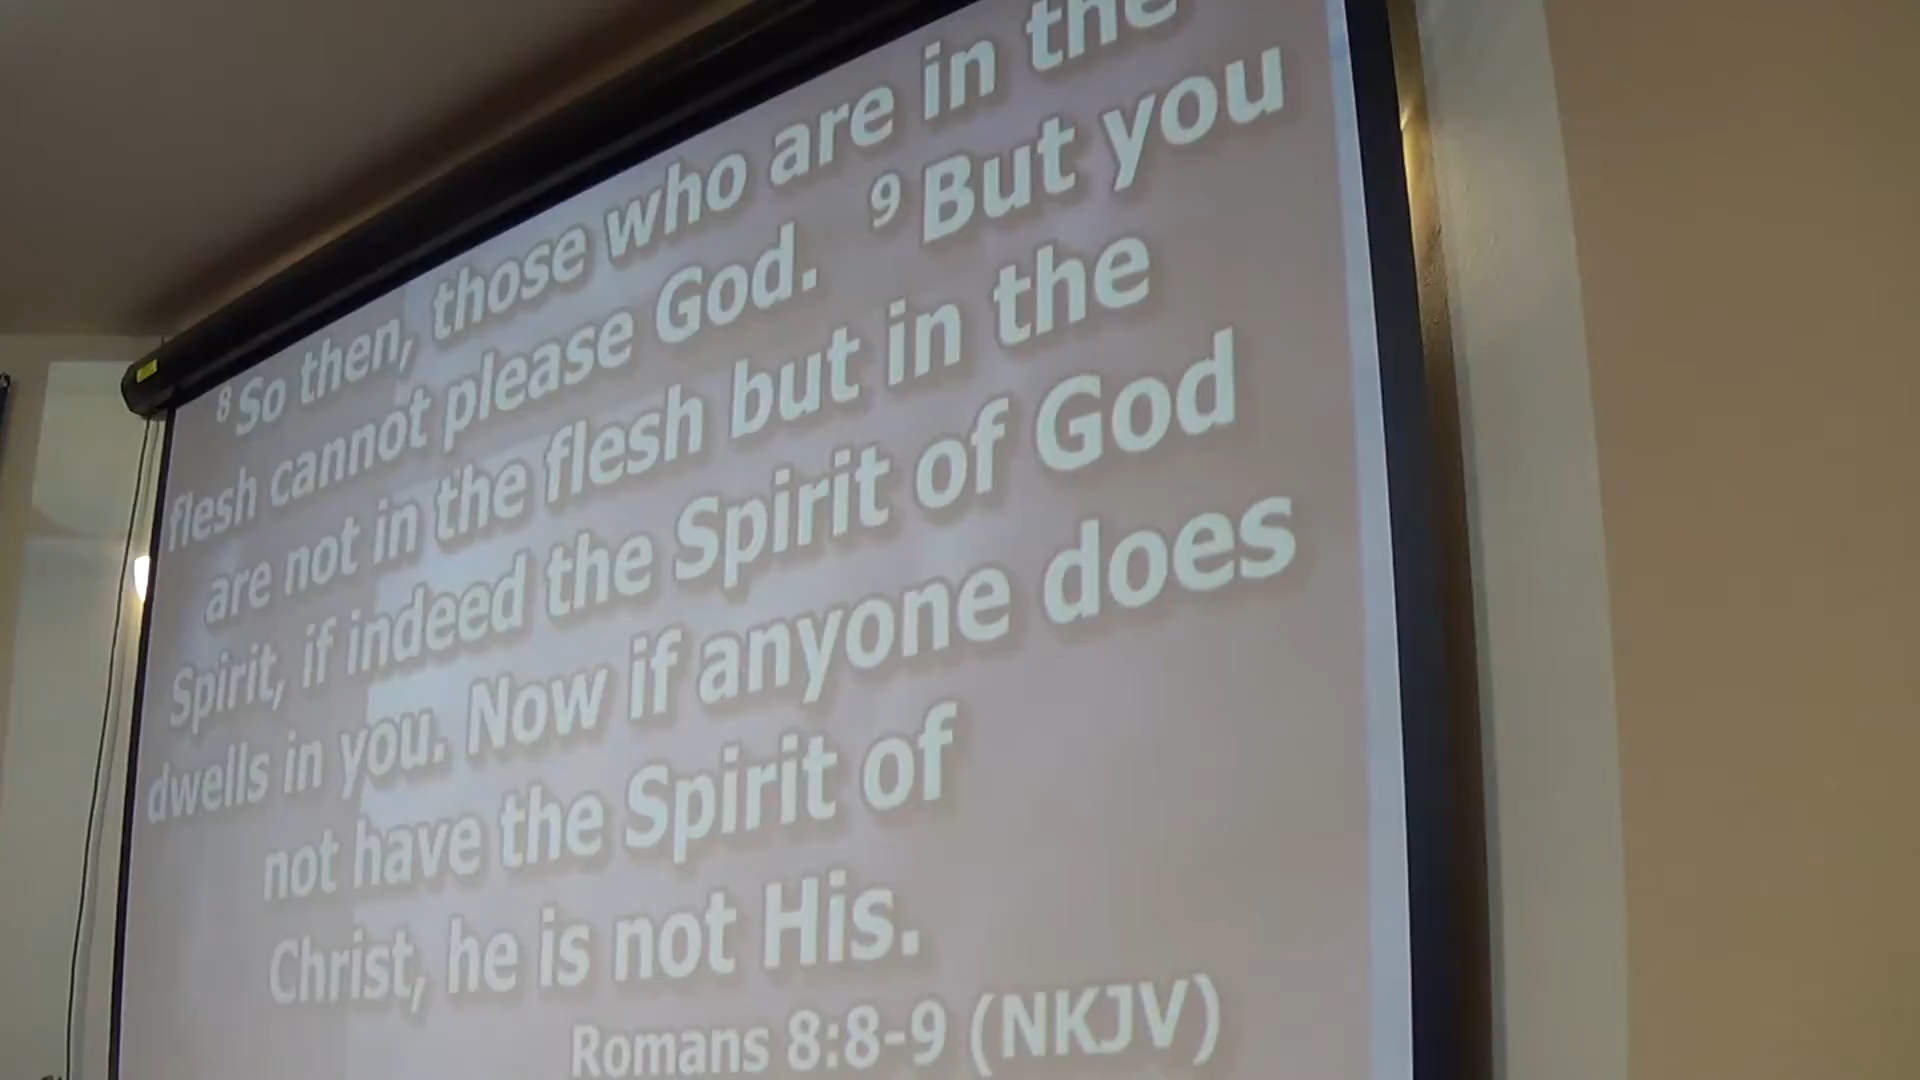 8 So then, those who are in the
flesh cannot please God. 9 But you
are not in the flesh but in the
Spirit, if indeed the Spirit of God
dwells in you. Now if anyone does
not have the Spirit of
Christ, he is not His.
Romans 8:8-9 (NKJV)